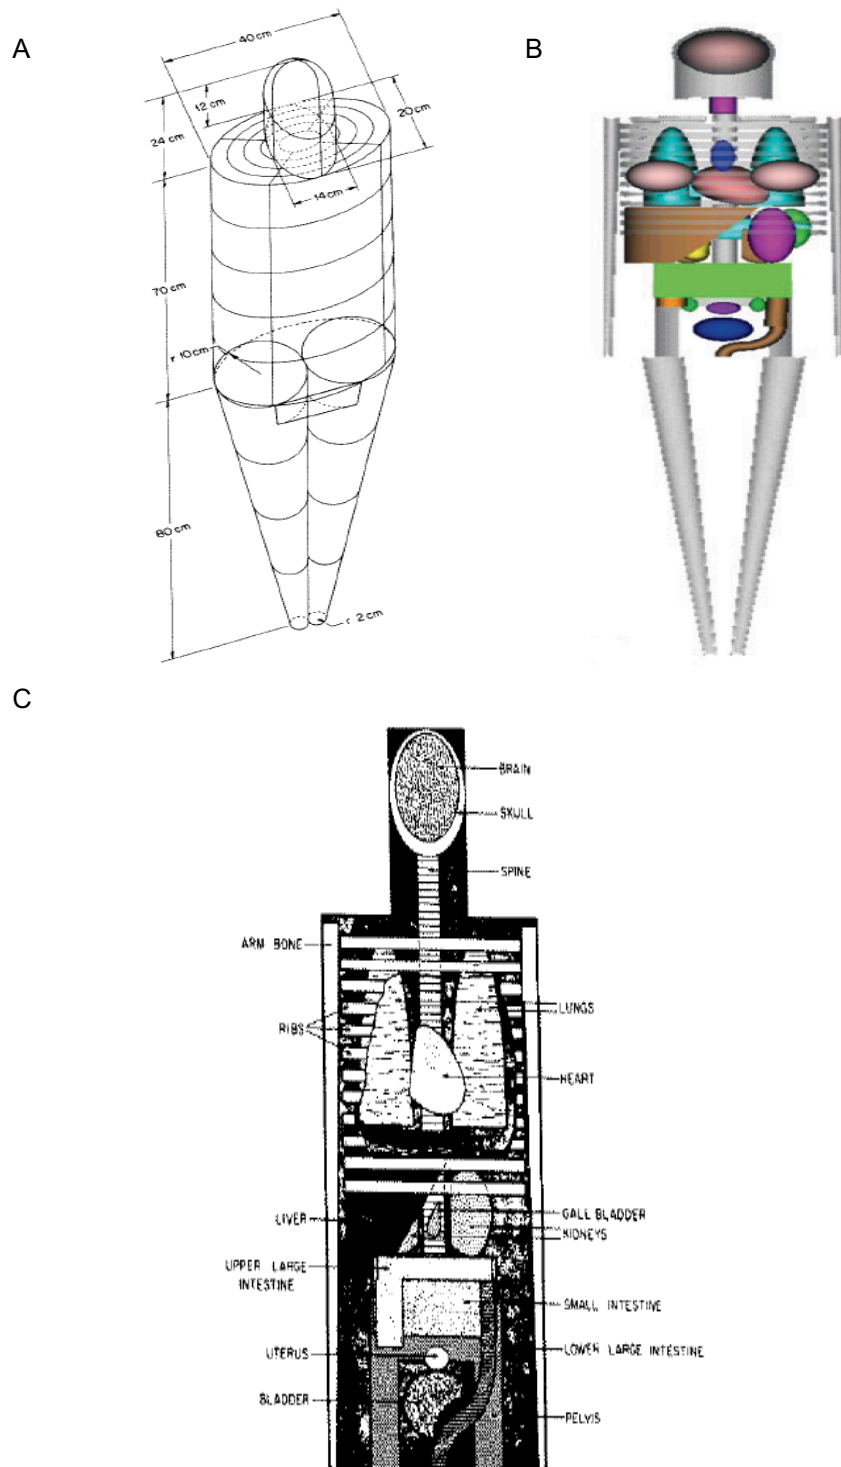 A
B
40 cm
12 cm
24 cm
20 cm
14 cm
70 cm
r 10 cm
80 cm
r 2 cm
C
BRAIN
SKULL
SPINE
ARM BONE
LUNGS
RIBS
HEART
LIVER
GALL BLADDER
KIDNEYS
UPPER LARGE
INTESTINE
SMALL INTESTINE
UTERUS
LOWER LARGE INTESTINE
BLADDER
PELVIS